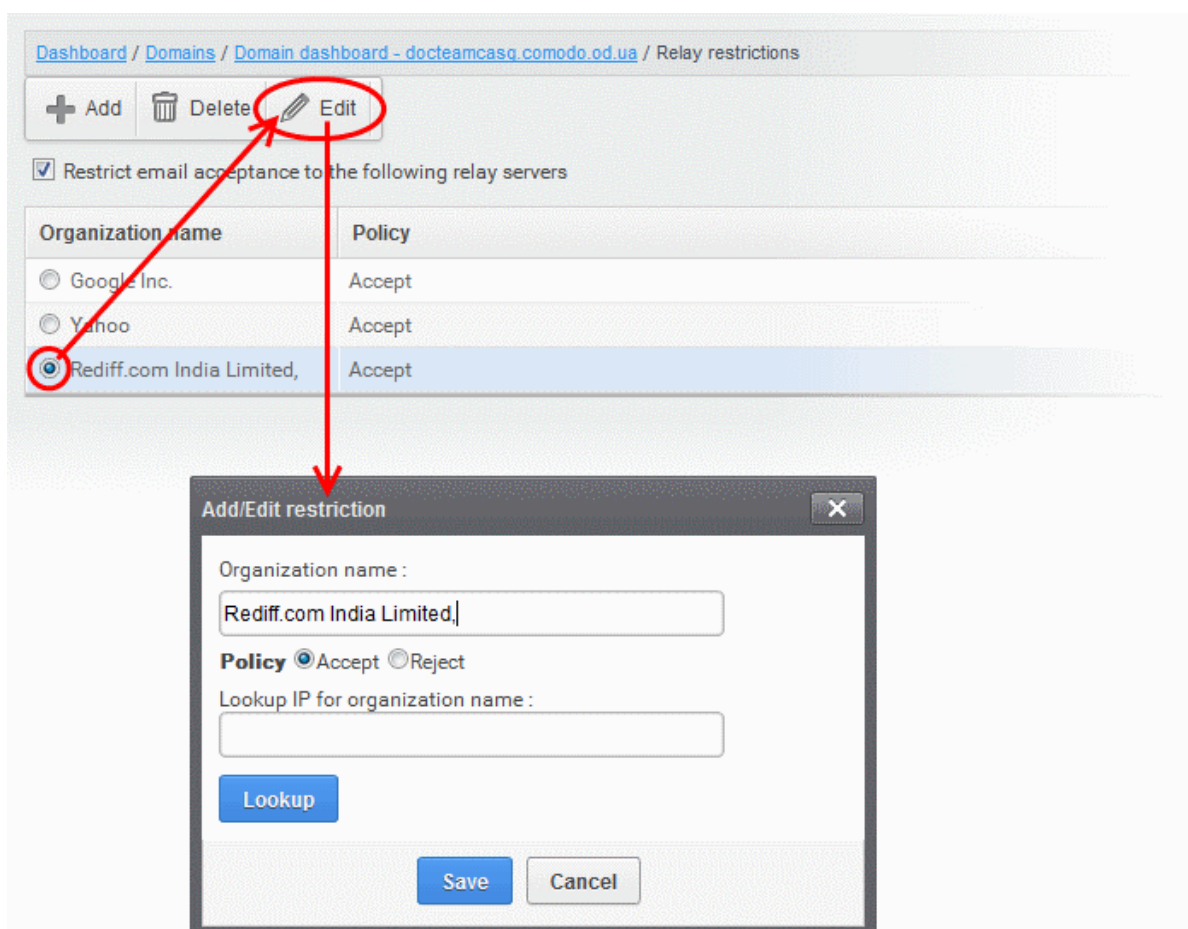 Dashboard / Domains / Domain dashboard - docteamcasg.comodo.od.ua / Relay restrictions
Add Delete Edit
Restrict email acceptance to the following relay servers
Organization name Policy
Google Inc. Accept
Yahoo Accept
Rediff.com India Limited, Accept
Add/Edit restriction
Organization name :
Rediff.com India Limited,
Policy Accept Reject
Lookup IP for organization name :
Lookup
Save Cancel